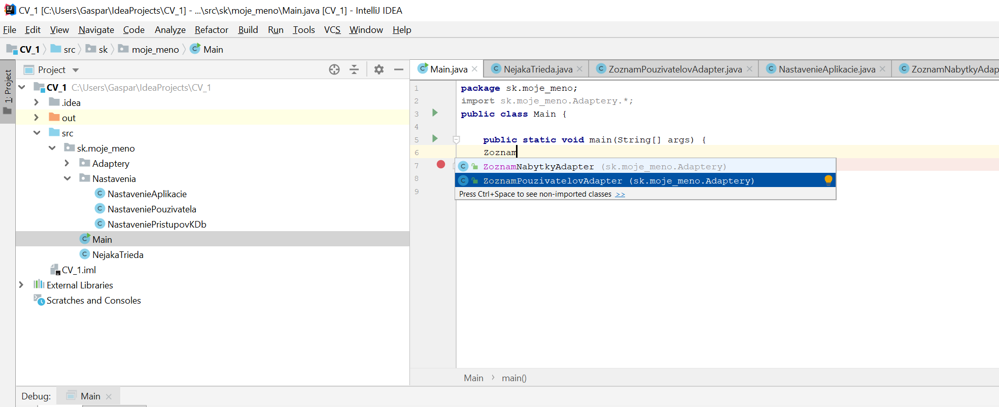 CV_1 [C:\Users\Gaspar\IdeaProjects\CV_1] - ...\src\sk\moje_meno\Main.java [CV_1] - IntelliJ IDEA
File Edit View Navigate Code Analyze Refactor Build Run Tools VCS Window Help
CV_1 src sk moje_meno Main
1: Project
Project
CV_1 C:\Users\Gaspar\IdeaProjects\CV_1
.idea
out
src
sk.moje_meno
Adaptery
Nastavenia
NastavenieAplikacie
NastaveniePouzivatela
NastaveniePristupovKDb
Main
NejakaTrieda
CV_1.iml
External Libraries
Scratches and Consoles
Main.java NejakaTrieda.java ZoznamPouzivatelovAdapter.java NastavenieAplikacie.java ZoznamNabytkyAdap
1 package sk.moje_meno;
2 import sk.moje_meno.Adaptery.*;
3 public class Main {
4
5 public static void main(String[] args) {
6 Zoznam
7
8
9
ZoznamNabytkyAdapter (sk.moje_meno.Adaptery)
ZoznamPouzivatelovAdapter (sk.moje_meno.Adaptery)
Press Ctrl+Space to see non-imported classes >>
Main main()
Debug: Main